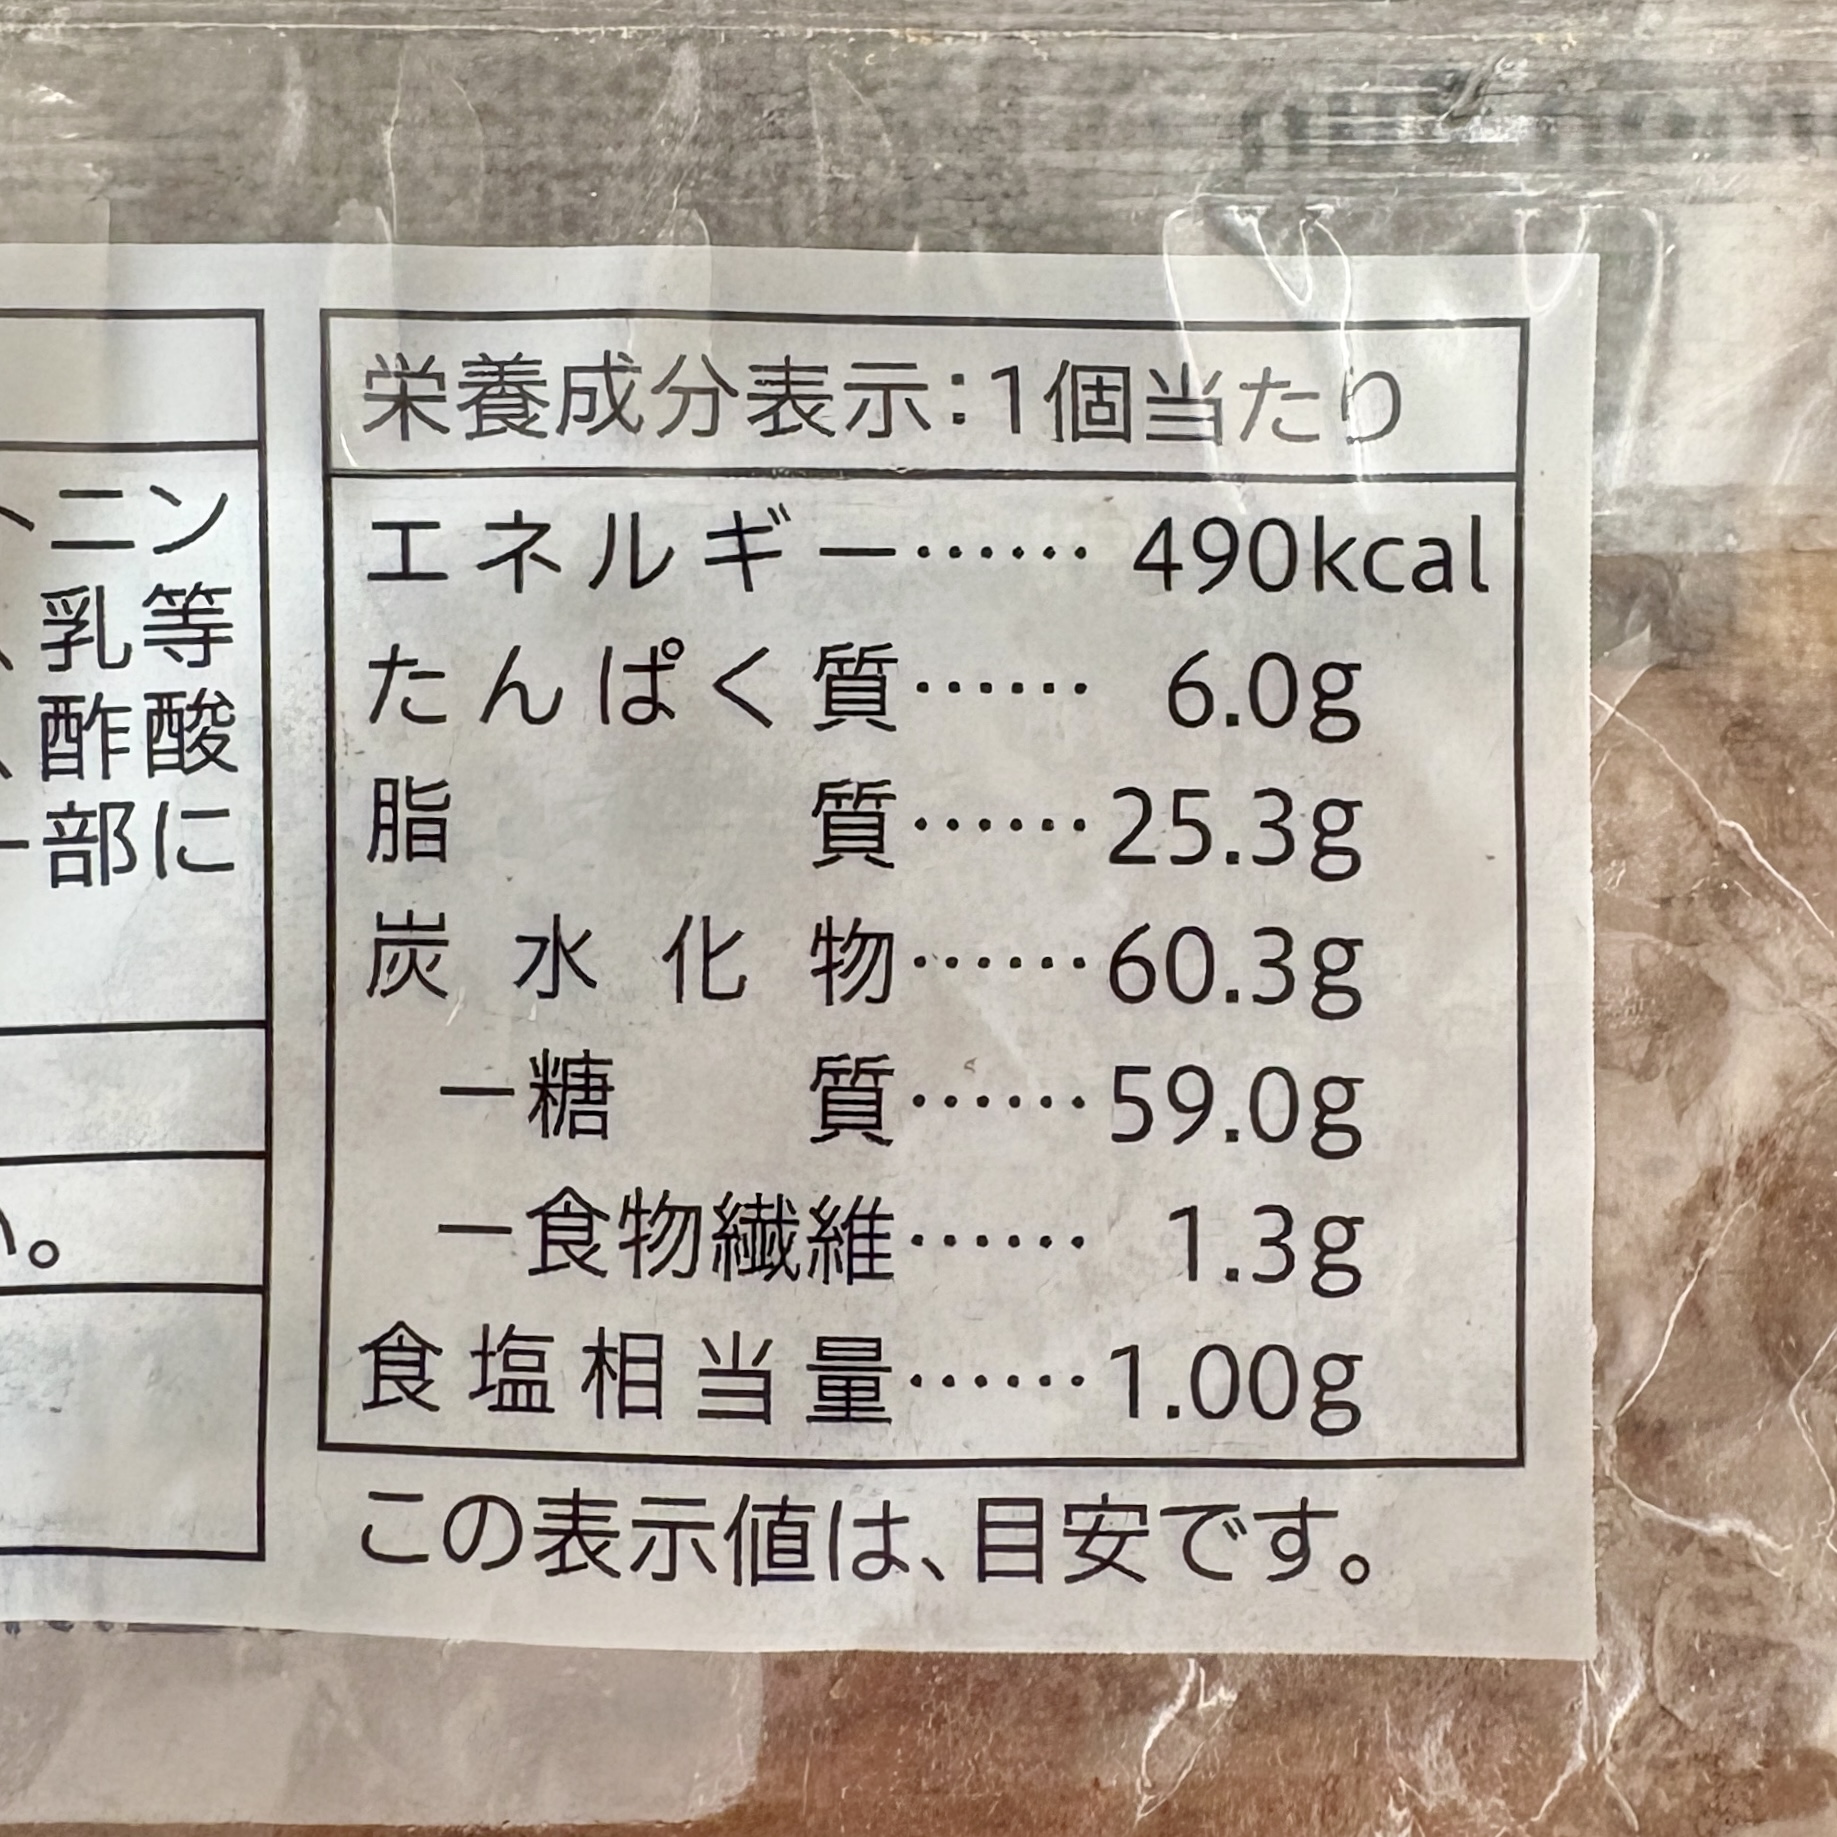 ニン
乳等
酢酸
一部に
い。
栄養成分表示:1個当たり
エネルギー……490kcal
たんぱく質……6.0g
脂質……25.3g
炭水化物……60.3g
－糖質……59.0g
－食物繊維……1.3g
食塩相当量……1.00g
この表示値は、目安です。